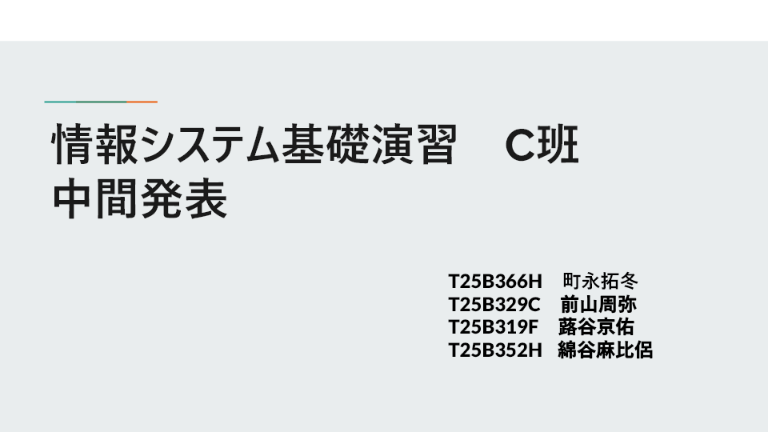 情報システム基礎演習　C班
中間発表
T25B366H　町永拓冬
T25B329C　前山周弥
T25B319F　蕗谷京佑
T25B352H　綿谷麻比侶